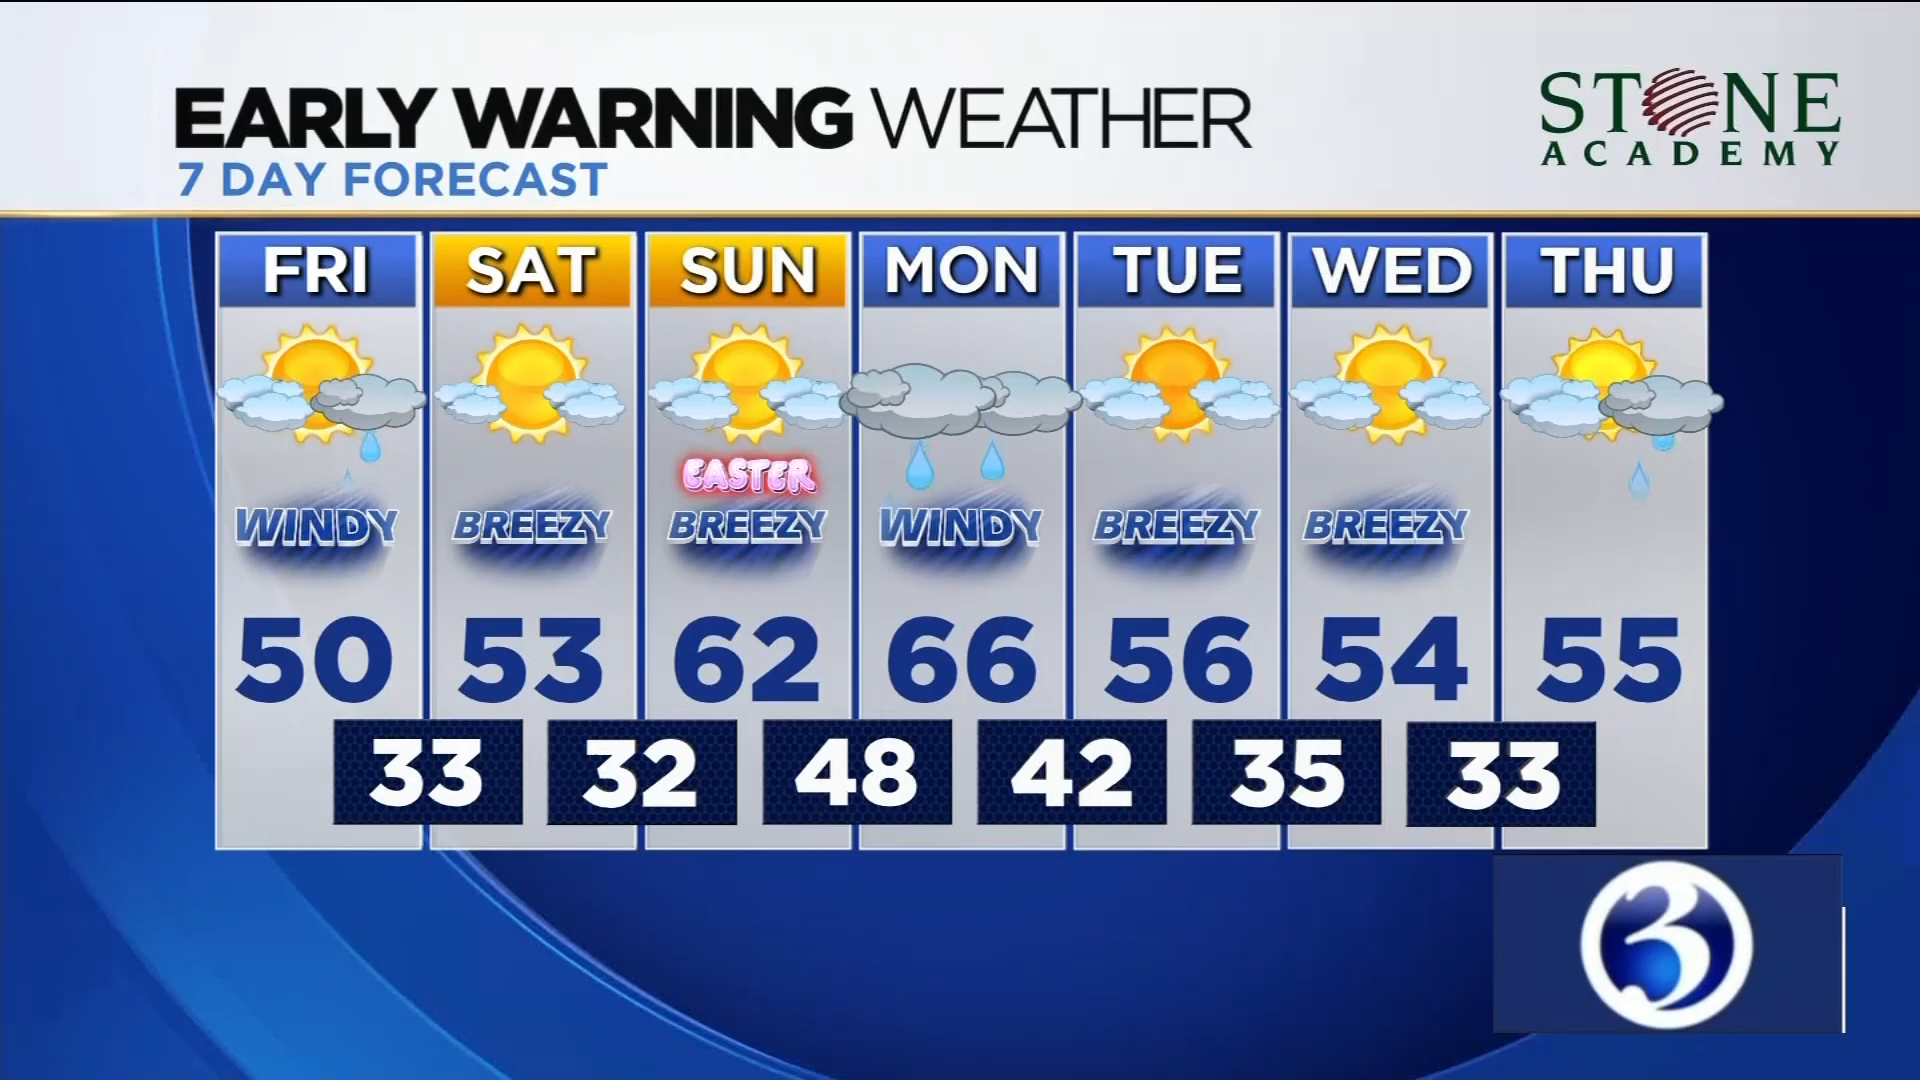 EARLY WARNING WEATHER
7 DAY FORECAST
STONE
ACADEMY
FRI SAT SUN MON TUE WED THU
EASTER
WINDY BREEZY BREEZY WINDY BREEZY BREEZY
50 53 62 66 56 54 55
33 32 48 42 35 33
3